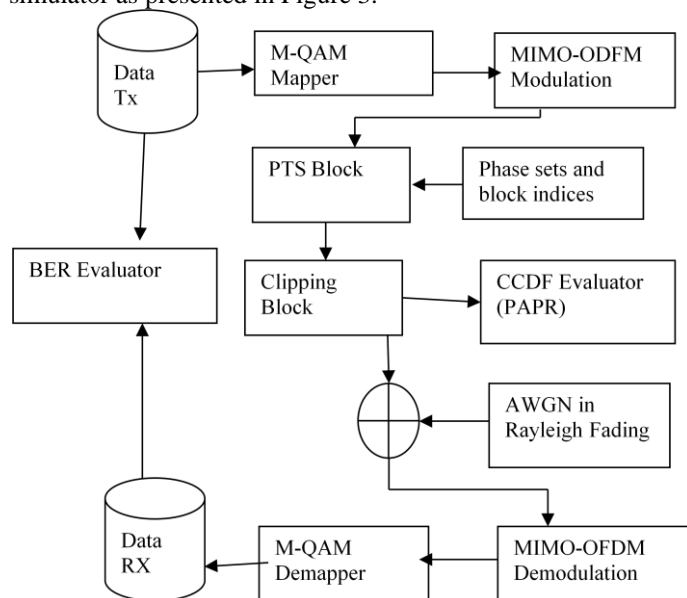 simulator as presented in Figure 3.
Data
Tx
M-QAM
Mapper
MIMO-ODFM
Modulation
PTS Block
Phase sets and
block indices
BER Evaluator
Clipping
Block
CCDF Evaluator
(PAPR)
AWGN in
Rayleigh Fading
Data
RX
M-QAM
Demapper
MIMO-OFDM
Demodulation